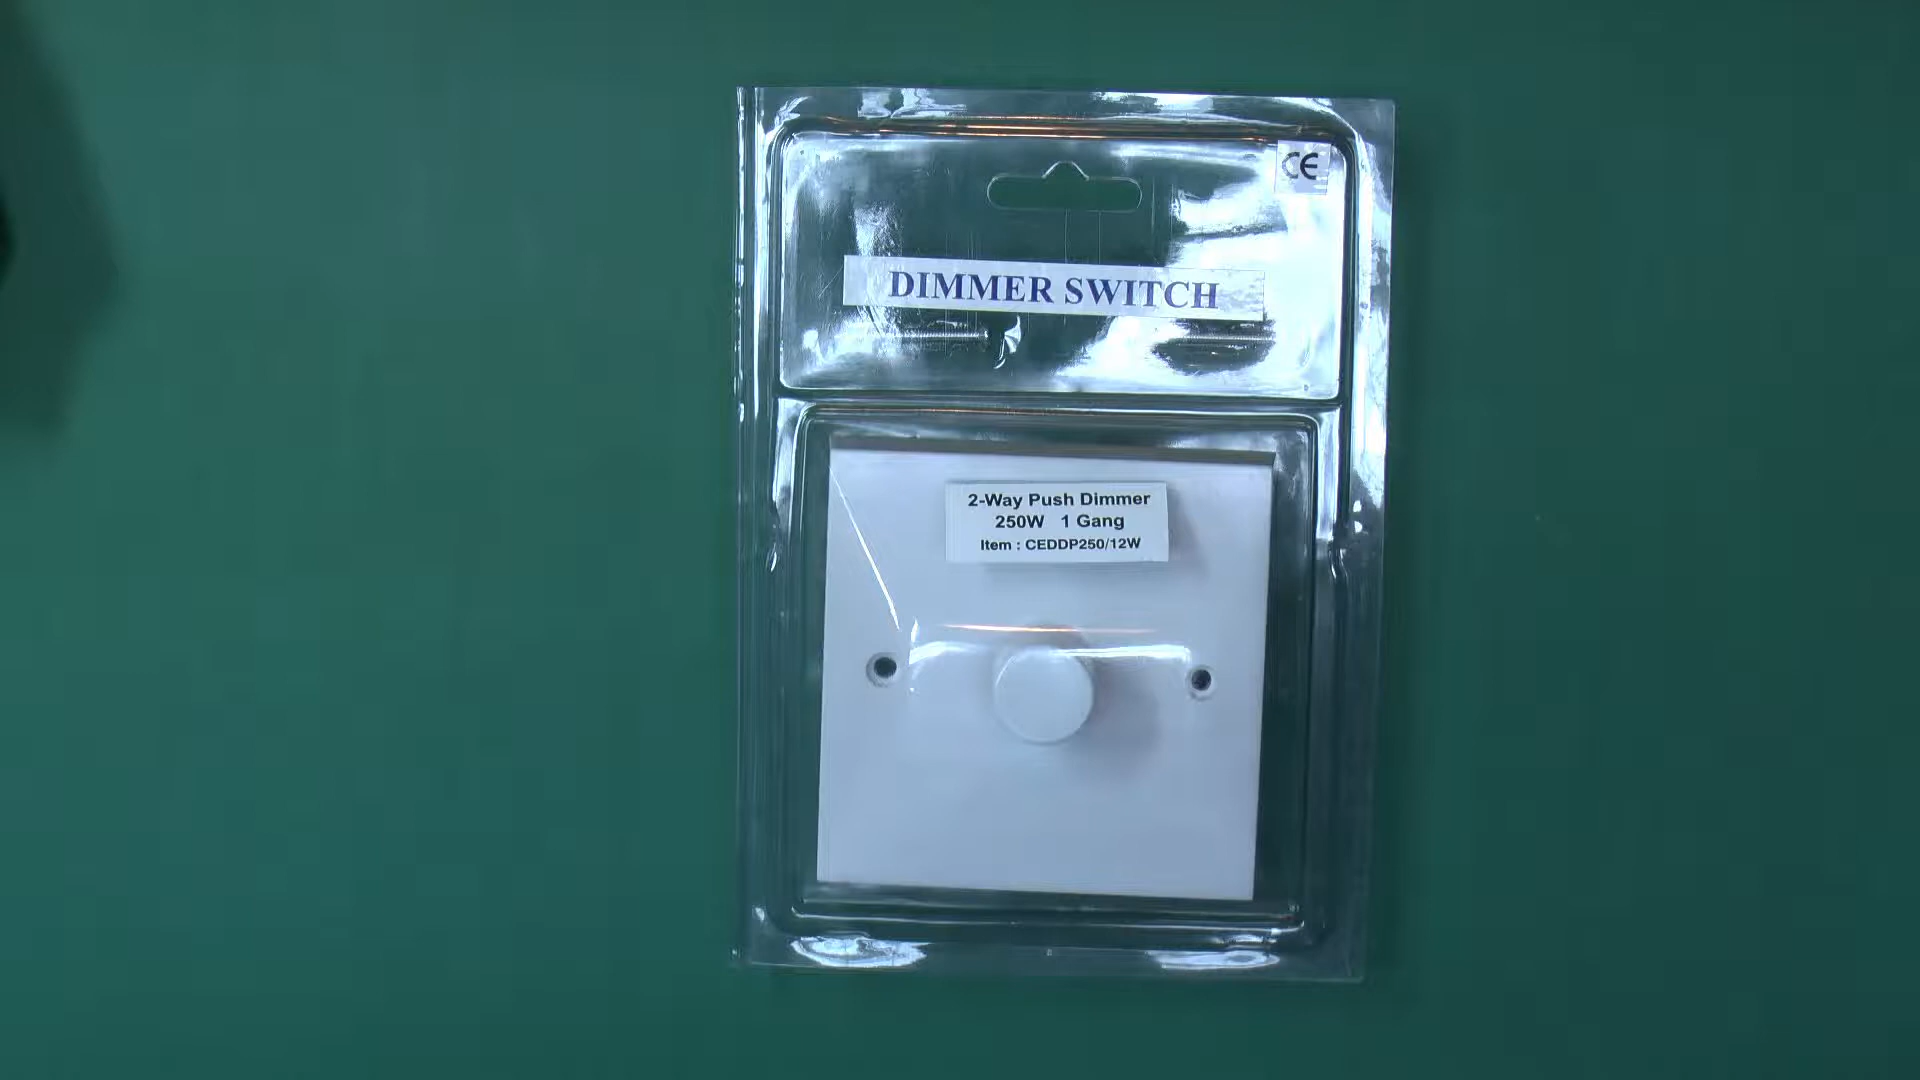 CE
DIMMER SWITCH
2-Way Push Dimmer
250W 1 Gang
Item : CEDDP250/12W